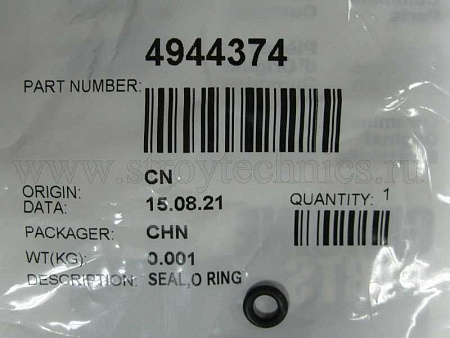 4944374
PART NUMBER:
www.stroytechnics.ru
ORIGIN: CN
DATA: 15.08.21
QUANTITY: 1
PACKAGER: CHN
WT(KG): 0.001
DESCRIPTION: SEAL,O RING